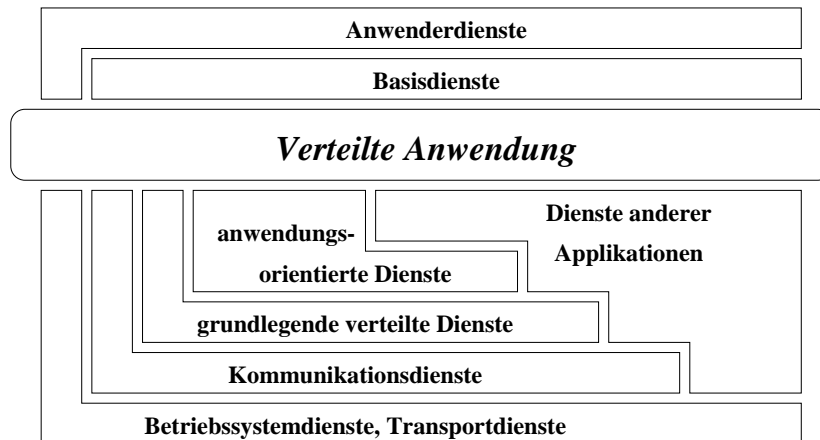 Anwenderdienste
Basisdienste
Verteilte Anwendung
Dienste anderer
Applikationen
anwendungs-
orientierte Dienste
grundlegende verteilte Dienste
Kommunikationsdienste
Betriebssystemdienste, Transportdienste